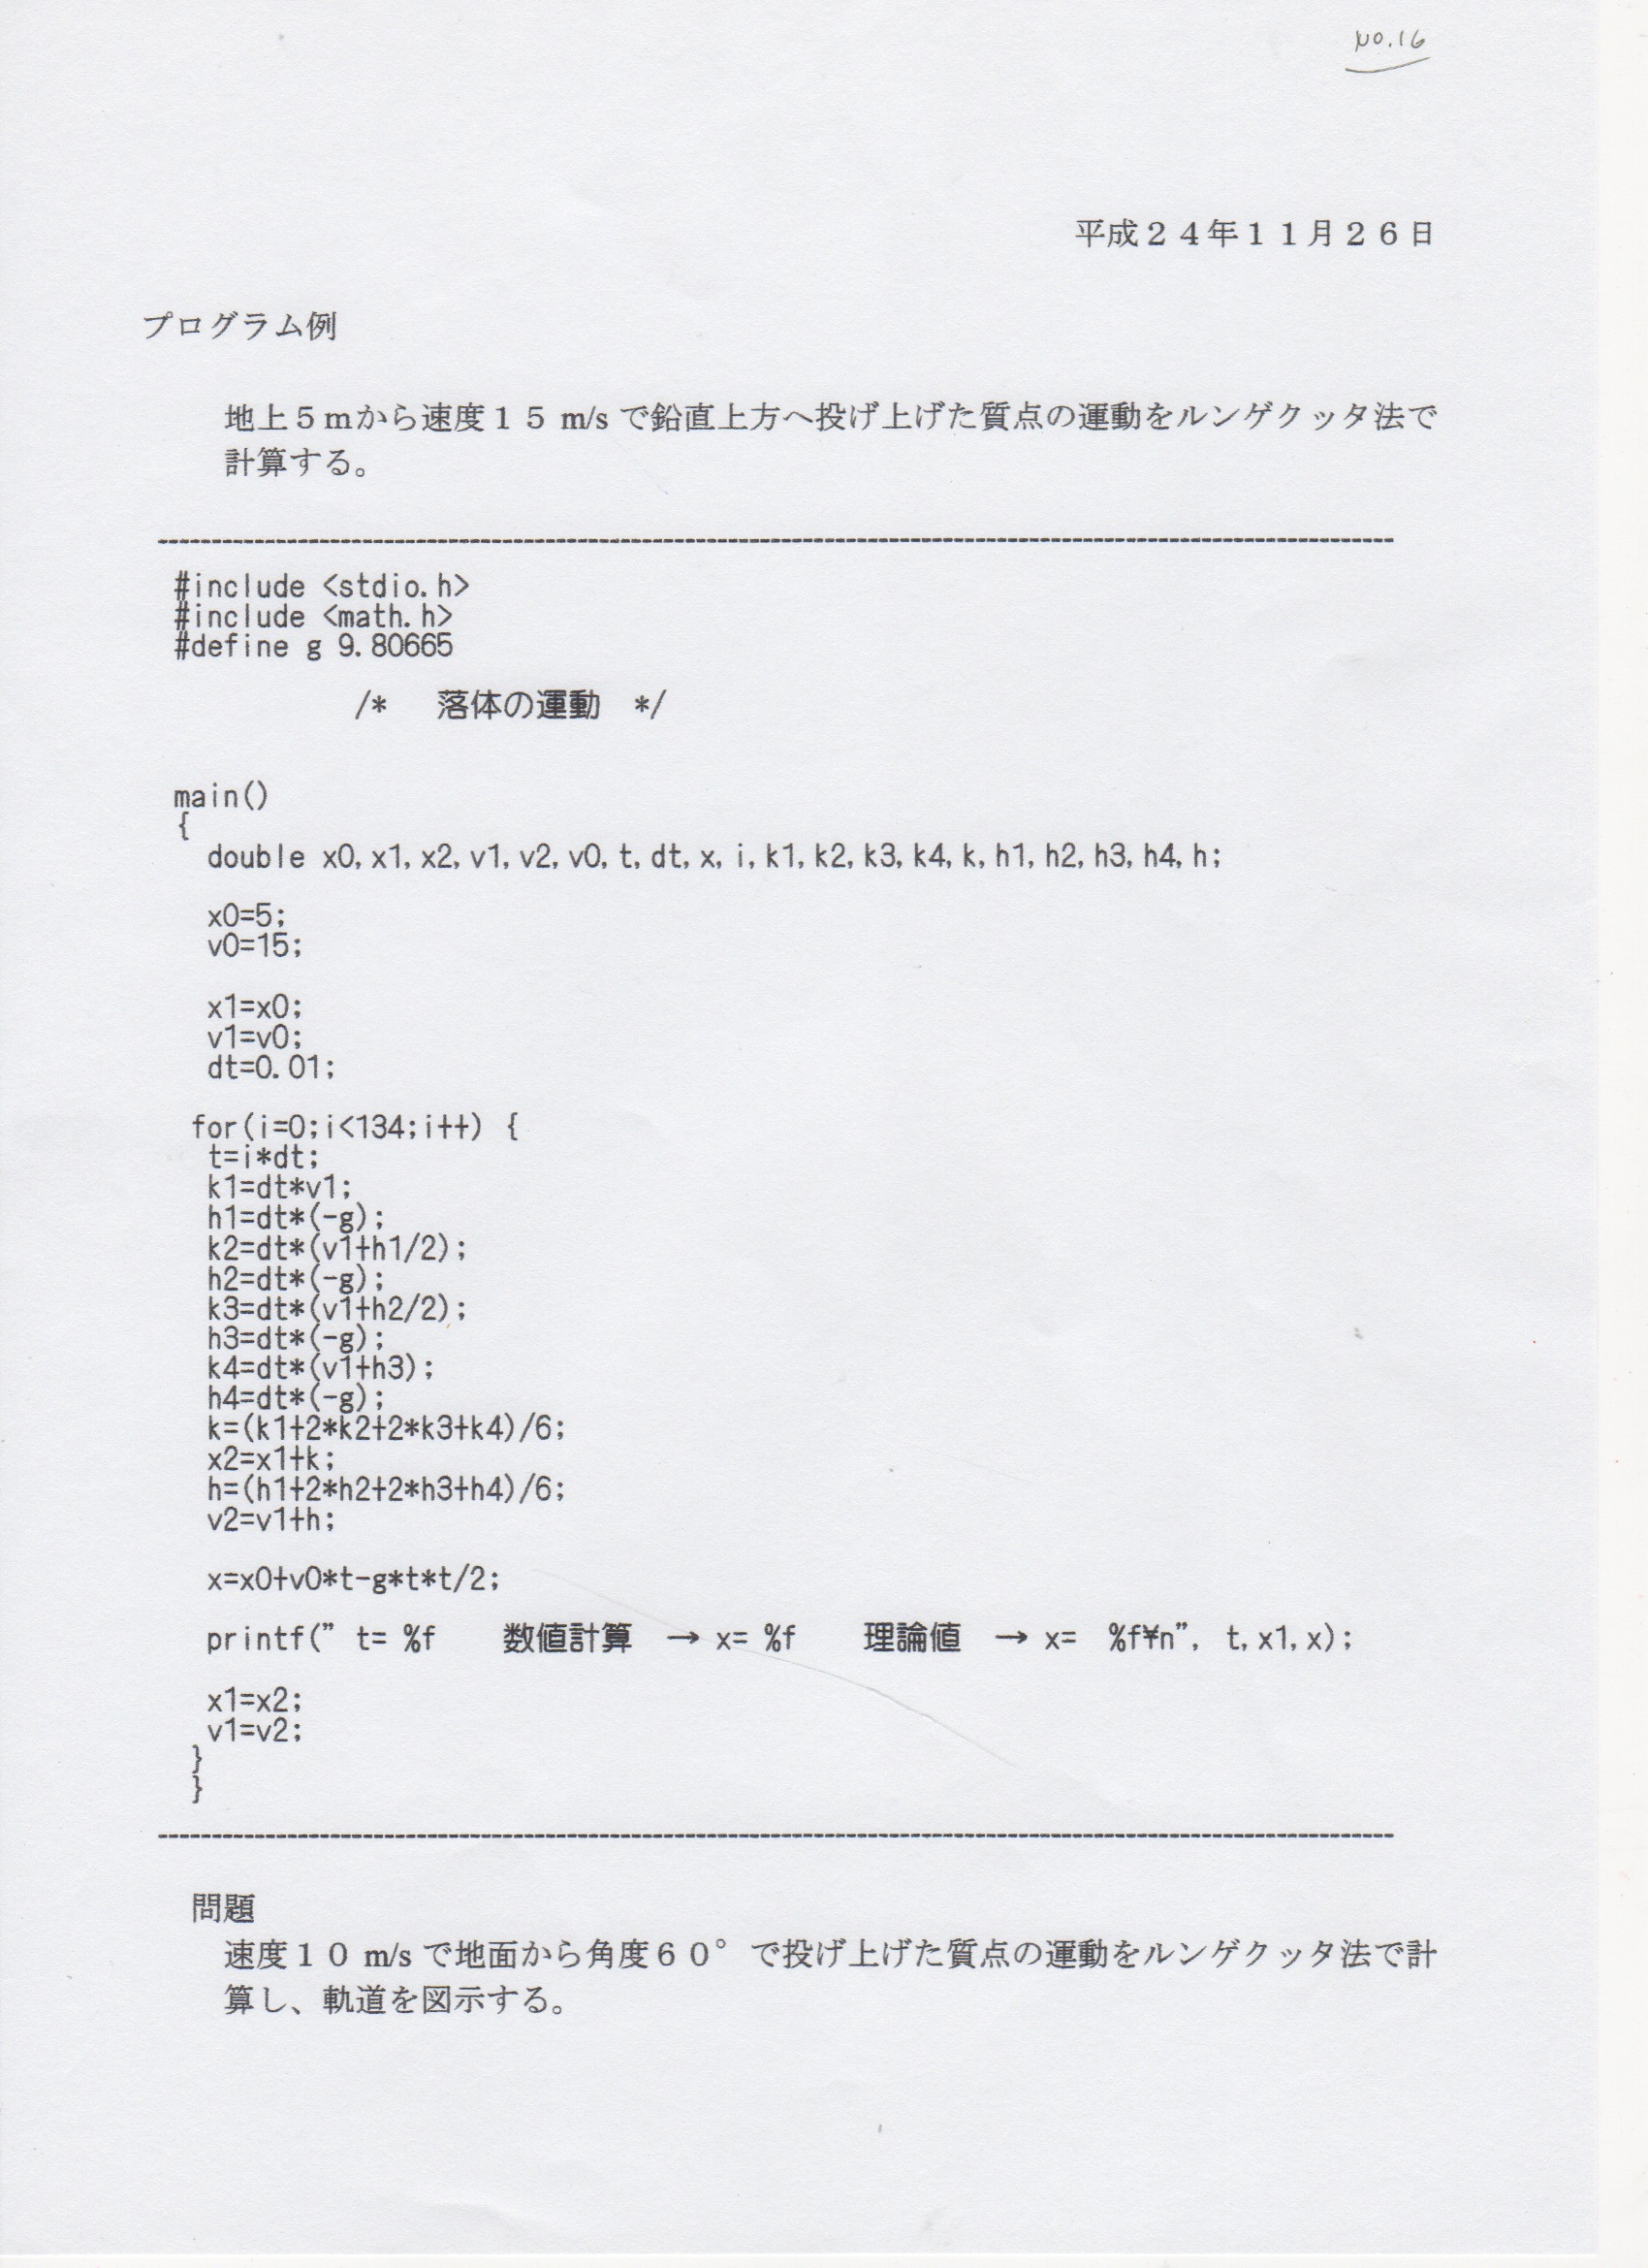 NO.16
平成２４年１１月２６日
プログラム例
地上５ｍから速度１５ m/s で鉛直上方へ投げ上げた質点の運動をルンゲクッタ法で
計算する。
#include <stdio.h>
#include <math.h>
#define g 9.80665
/*　落体の運動　*/
main()
{
double x0,x1,x2,v1,v2,v0,t,dt,x,i,k1,k2,k3,k4,k,h1,h2,h3,h4,h;
x0=5;
v0=15;
x1=x0;
v1=v0;
dt=0.01;
for(i=0;i<134;i++) {
t=i*dt;
k1=dt*v1;
h1=dt*(-g);
k2=dt*(v1+h1/2);
h2=dt*(-g);
k3=dt*(v1+h2/2);
h3=dt*(-g);
k4=dt*(v1+h3);
h4=dt*(-g);
k=(k1+2*k2+2*k3+k4)/6;
x2=x1+k;
h=(h1+2*h2+2*h3+h4)/6;
v2=v1+h;
x=x0+v0*t-g*t*t/2;
printf(” t= %f　　数値計算　→ x= %f　　理論値　→ x=　%f¥n”, t,x1,x);
x1=x2;
v1=v2;
}
}
問題
速度１０ m/s で地面から角度６０°で投げ上げた質点の運動をルンゲクッタ法で計
算し、軌道を図示する。